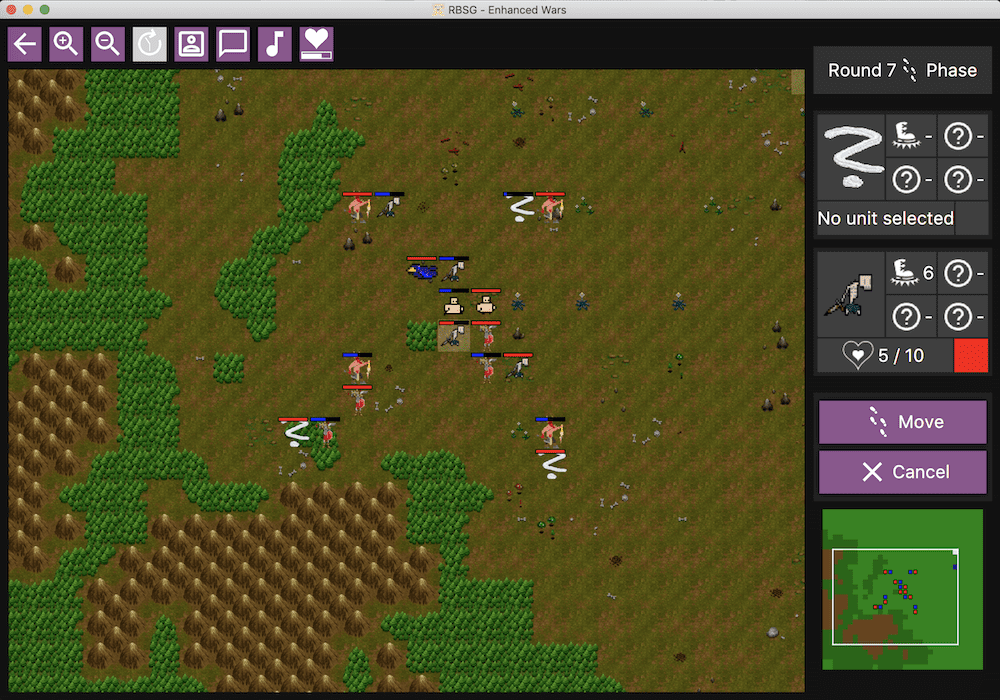 RBSG - Enhanced Wars
Round 7 Phase
-
?
-
?
-
?
-
No unit selected
6
?
-
?
-
?
-
5 / 10
Move
Cancel